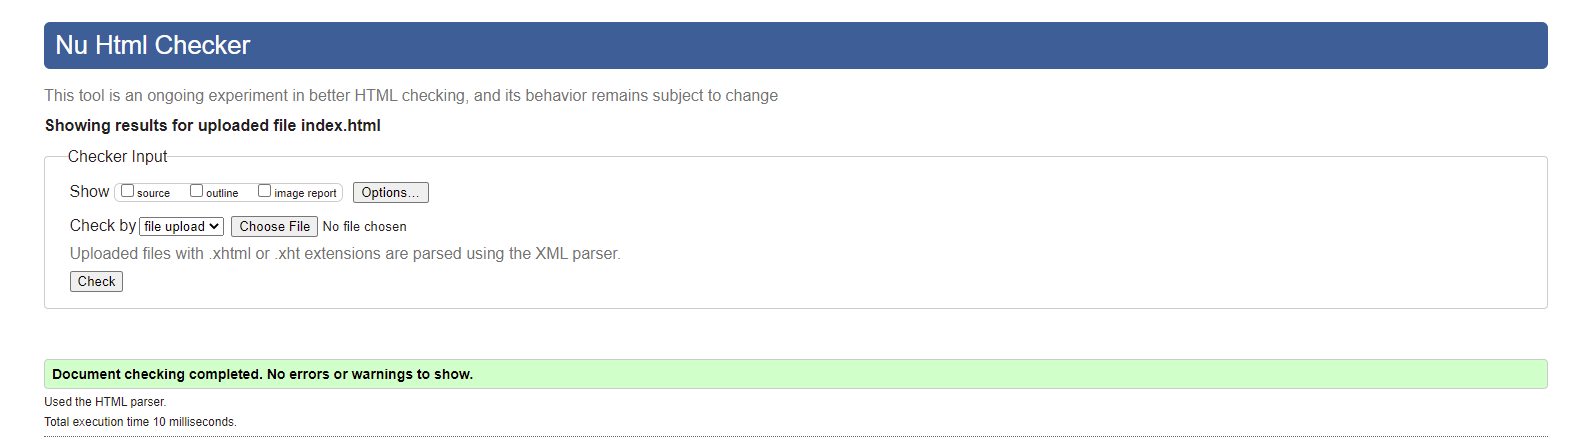 Nu Html Checker
This tool is an ongoing experiment in better HTML checking, and its behavior remains subject to change
Showing results for uploaded file index.html
Checker Input
Show source outline image report Options...
Check by file upload Choose File No file chosen
Uploaded files with .xhtml or .xht extensions are parsed using the XML parser.
Check
Document checking completed. No errors or warnings to show.
Used the HTML parser.
Total execution time 10 milliseconds.